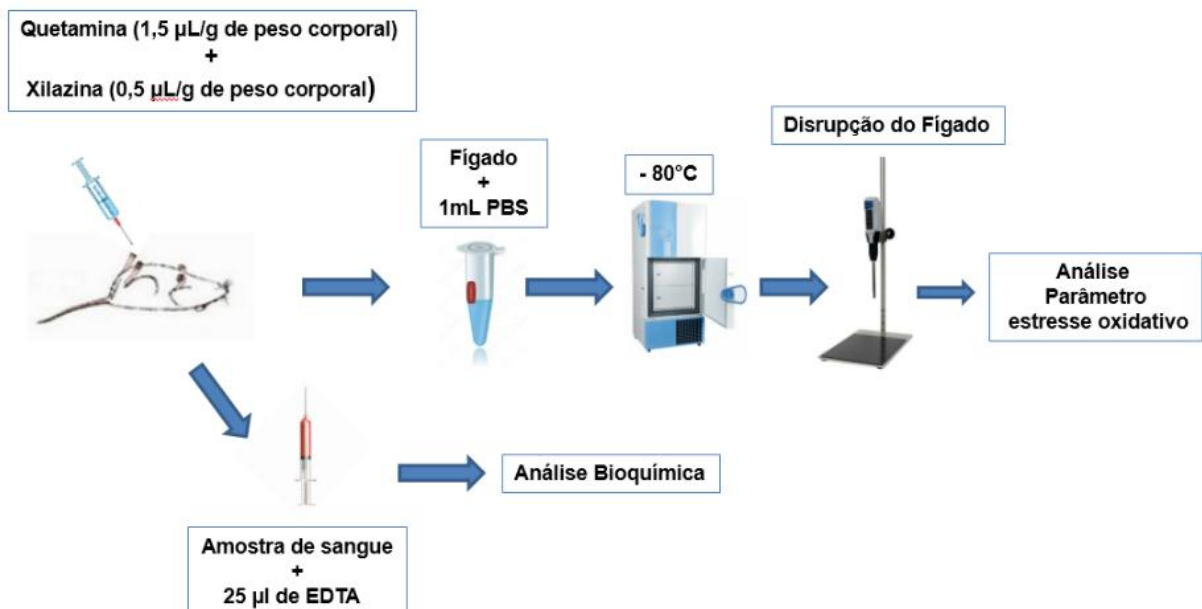 Quetamina (1,5 µL/g de peso corporal)
+
Xilazina (0,5 µL/g de peso corporal)
Fígado
+
1mL PBS
- 80°C
Disrupção do Fígado
Análise
Parâmetro
estresse oxidativo
Análise Bioquímica
Amostra de sangue
+
25 µl de EDTA